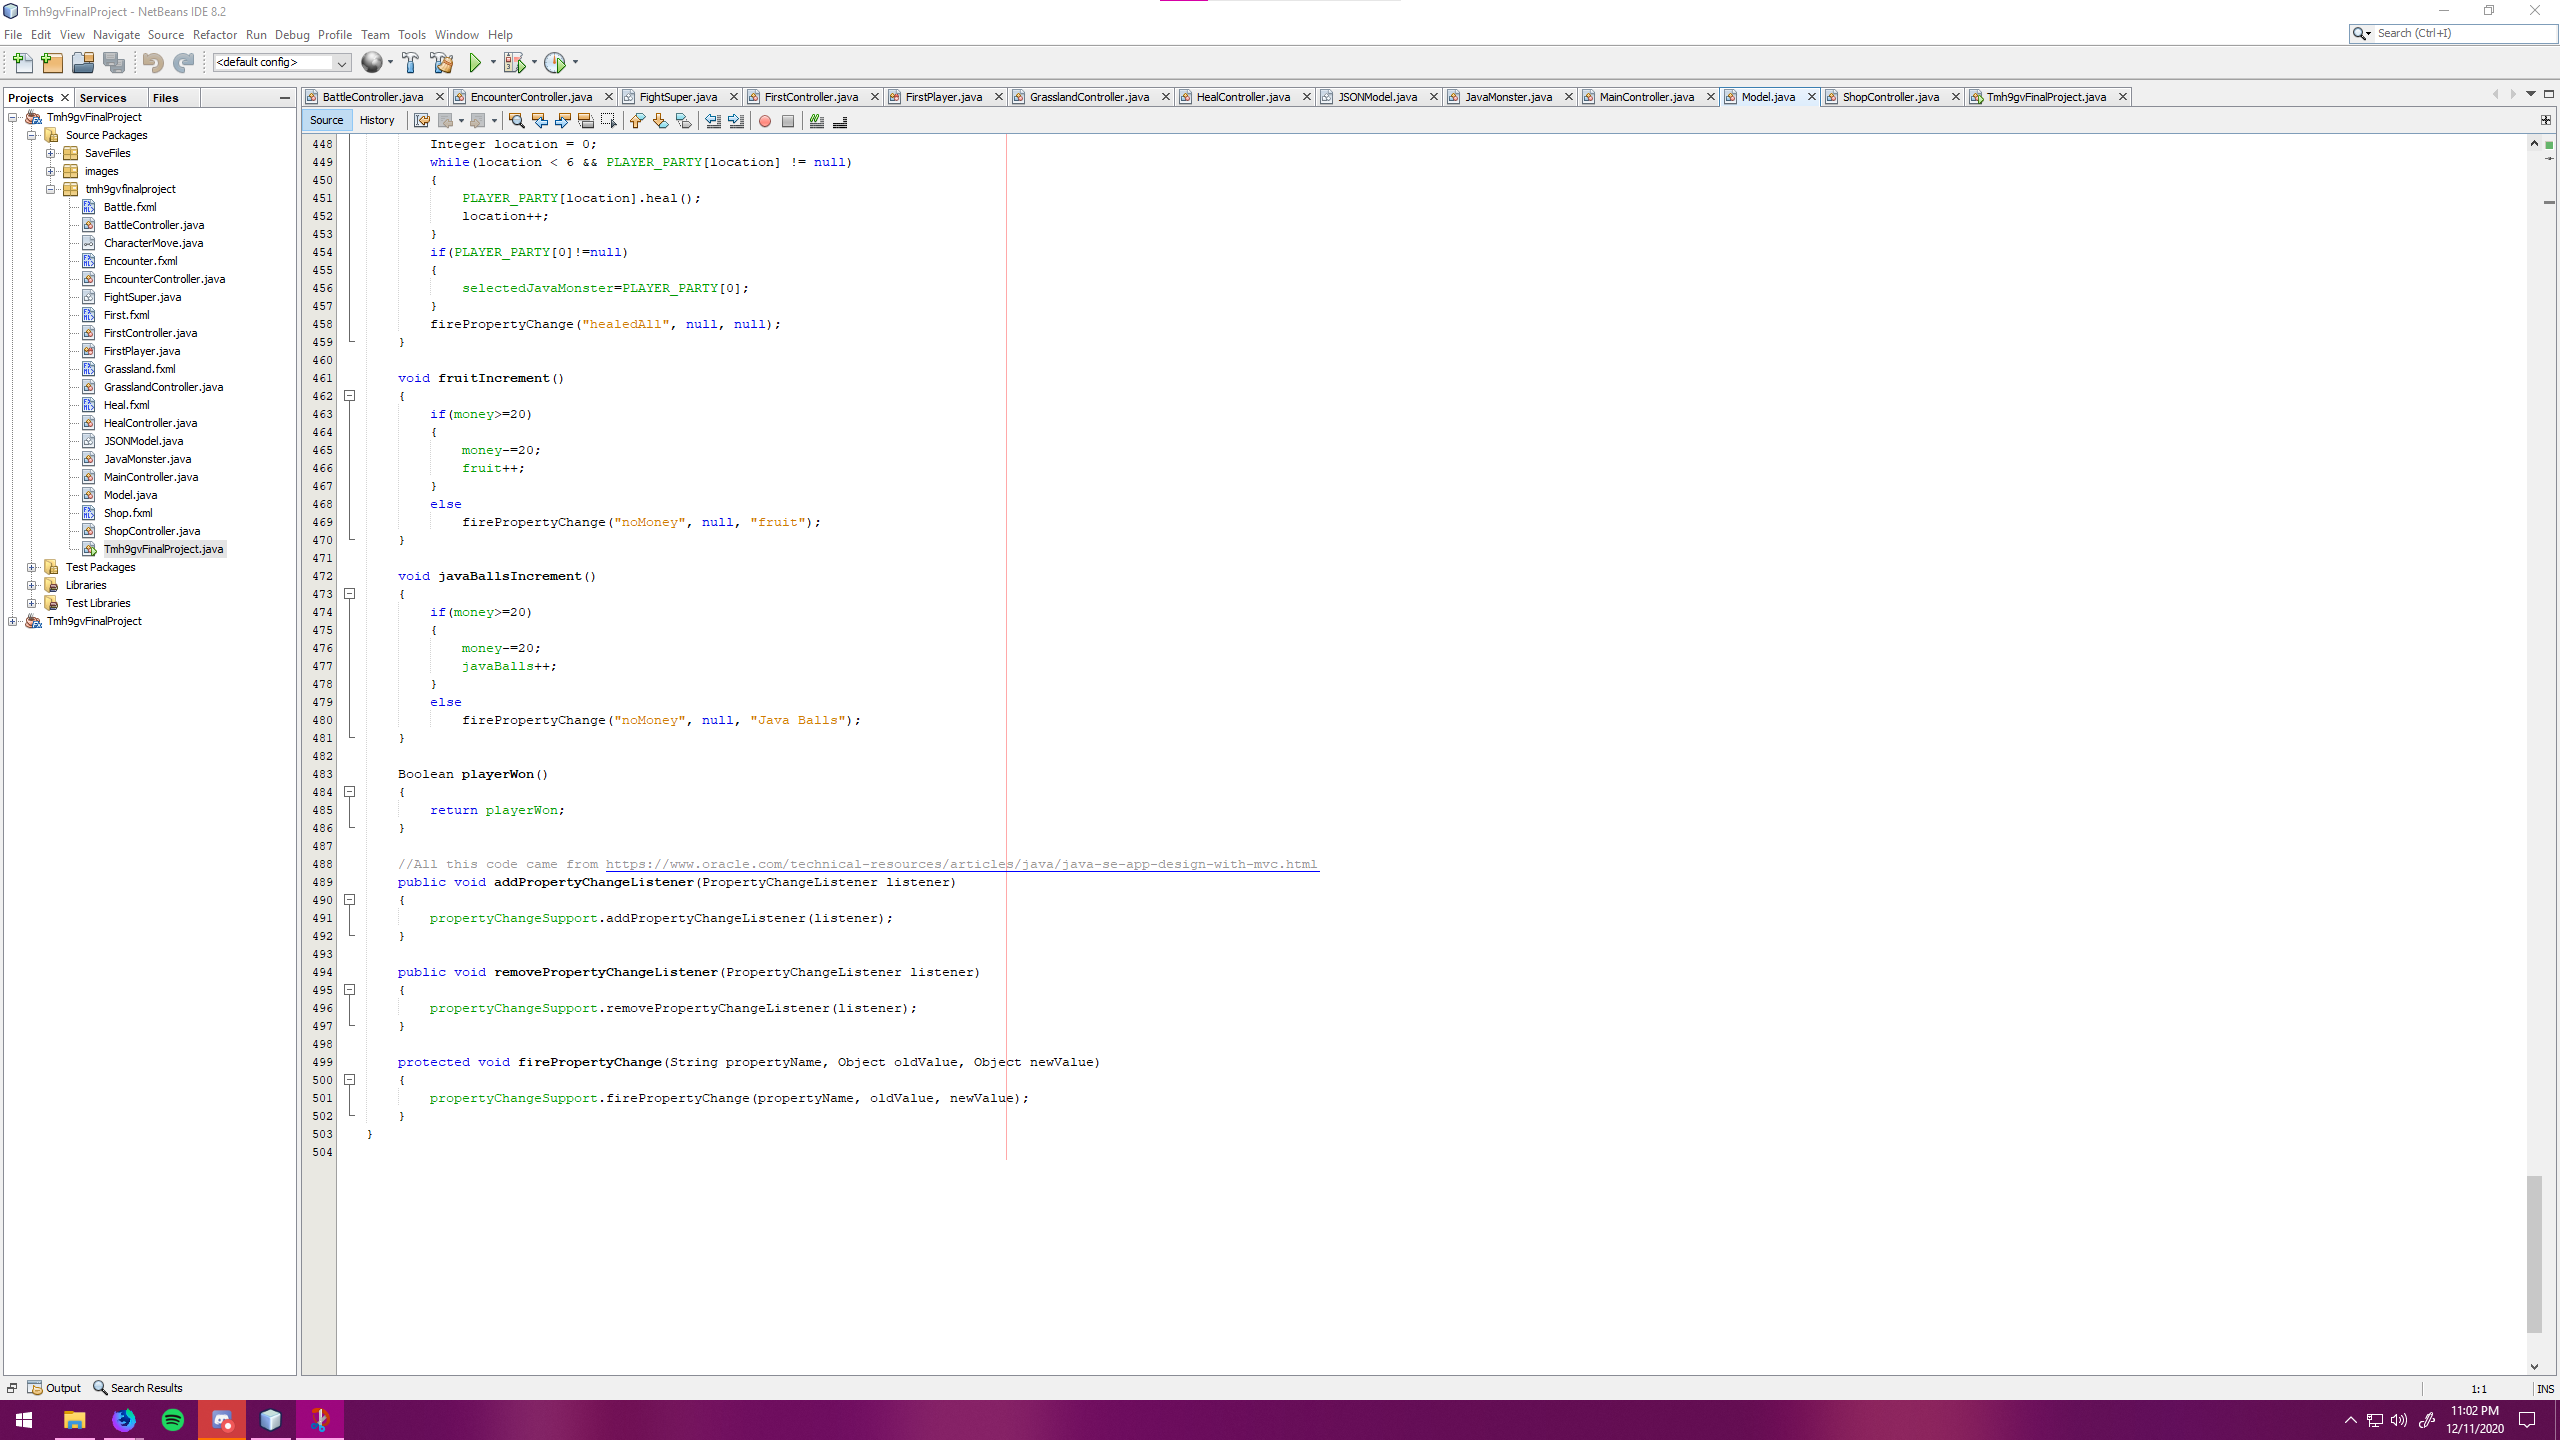 Tmh9gvFinalProject - NetBeans IDE 8.2
File Edit View Navigate Source Refactor Run Debug Profile Team Tools Window Help
Search (Ctrl+I)
<default config>
Projects Services Files
BattleController.java EncounterController.java FightSuper.java FirstController.java FirstPlayer.java GrasslandController.java HealController.java JSONModel.java JavaMonster.java MainController.java Model.java ShopController.java Tmh9gvFinalProject.java
Source History
Tmh9gvFinalProject
Source Packages
SaveFiles
images
tmh9gvfinalproject
Battle.fxml
BattleController.java
CharacterMove.java
Encounter.fxml
EncounterController.java
FightSuper.java
First.fxml
FirstController.java
FirstPlayer.java
Grassland.fxml
GrasslandController.java
Heal.fxml
HealController.java
JSONModel.java
JavaMonster.java
MainController.java
Model.java
Shop.fxml
ShopController.java
Tmh9gvFinalProject.java
Test Packages
Libraries
Test Libraries
Tmh9gvFinalProject
448 Integer location = 0;
449 while(location < 6 && PLAYER_PARTY[location] != null)
450 {
451 PLAYER_PARTY[location].heal();
452 location++;
453 }
454 if(PLAYER_PARTY[0]!=null)
455 {
456 selectedJavaMonster=PLAYER_PARTY[0];
457 }
458 firePropertyChange("healedAll", null, null);
459 }
460
461 void fruitIncrement()
462 {
463 if(money>=20)
464 {
465 money-=20;
466 fruit++;
467 }
468 else
469 firePropertyChange("noMoney", null, "fruit");
470 }
471
472 void javaBallsIncrement()
473 {
474 if(money>=20)
475 {
476 money-=20;
477 javaBalls++;
478 }
479 else
480 firePropertyChange("noMoney", null, "Java Balls");
481 }
482
483 Boolean playerWon()
484 {
485 return playerWon;
486 }
487
488 //All this code came from https://www.oracle.com/technical-resources/articles/java/java-se-app-design-with-mvc.html
489 public void addPropertyChangeListener(PropertyChangeListener listener)
490 {
491 propertyChangeSupport.addPropertyChangeListener(listener);
492 }
493
494 public void removePropertyChangeListener(PropertyChangeListener listener)
495 {
496 propertyChangeSupport.removePropertyChangeListener(listener);
497 }
498
499 protected void firePropertyChange(String propertyName, Object oldValue, Object newValue)
500 {
501 propertyChangeSupport.firePropertyChange(propertyName, oldValue, newValue);
502 }
503 }
504
Output Search Results
1:1 INS
11:02 PM
12/11/2020